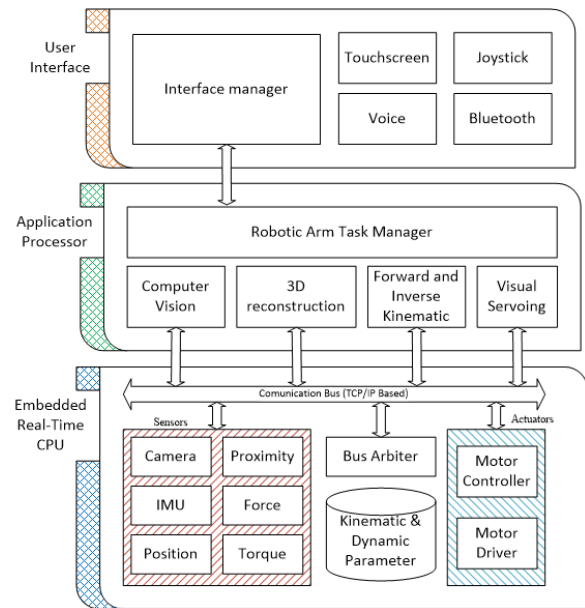 User
Interface
Interface manager
Touchscreen
Joystick
Voice
Bluetooth
Application
Processor
Robotic Arm Task Manager
Computer
Vision
3D
reconstruction
Forward and
Inverse
Kinematic
Visual
Servoing
Embedded
Real-Time
CPU
Comunication Bus (TCP/IP Based)
Sensors
Actuators
Camera
Proximity
IMU
Force
Position
Torque
Bus Arbiter
Kinematic &
Dynamic
Parameter
Motor
Controller
Motor
Driver